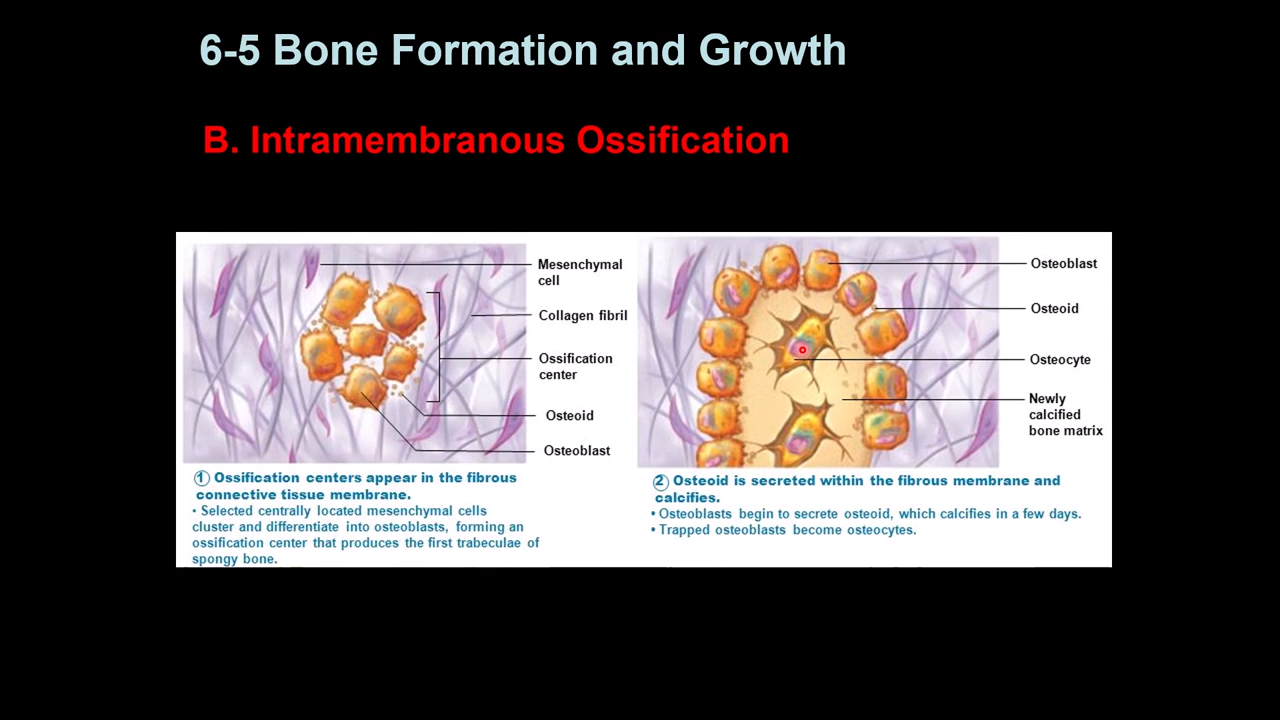 6-5 Bone Formation and Growth
B. Intramembranous Ossification
Mesenchymal
cell
Collagen fibril
Ossification
center
Osteoid
Osteoblast
① Ossification centers appear in the fibrous
connective tissue membrane.
• Selected centrally located mesenchymal cells
cluster and differentiate into osteoblasts, forming an
ossification center that produces the first trabeculae of
spongy bone.
Osteoblast
Osteoid
Osteocyte
Newly
calcified
bone matrix
② Osteoid is secreted within the fibrous membrane and
calcifies.
• Osteoblasts begin to secrete osteoid, which calcifies in a few days.
• Trapped osteoblasts become osteocytes.